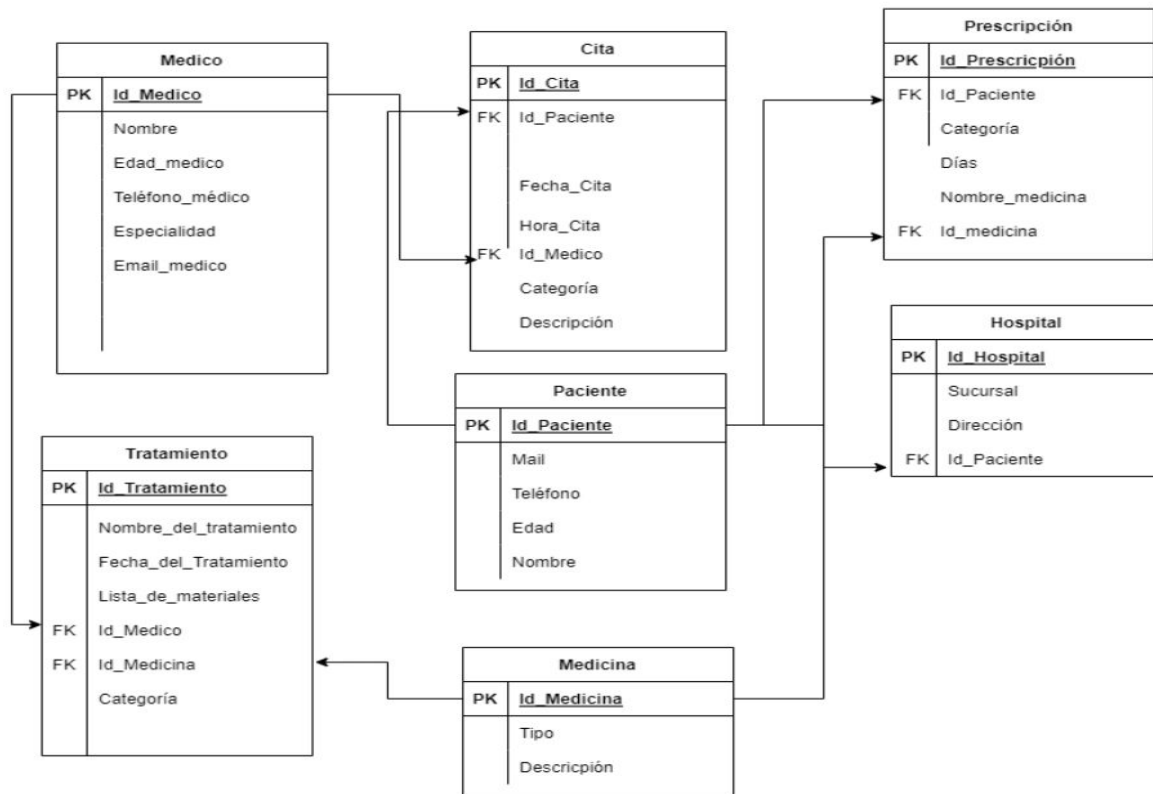 Medico
PK Id_Medico
Nombre
Edad_medico
Teléfono_médico
Especialidad
Email_medico
Cita
PK Id_Cita
FK Id_Paciente
Fecha_Cita
Hora_Cita
FK Id_Medico
Categoría
Descripción
Prescripción
PK Id_Prescricpión
FK Id_Paciente
Categoría
Días
Nombre_medicina
FK Id_medicina
Hospital
PK Id_Hospital
Sucursal
Dirección
FK Id_Paciente
Paciente
PK Id_Paciente
Mail
Teléfono
Edad
Nombre
Tratamiento
PK Id_Tratamiento
Nombre_del_tratamiento
Fecha_del_Tratamiento
Lista_de_materiales
FK Id_Medico
FK Id_Medicina
Categoría
Medicina
PK Id_Medicina
Tipo
Descricpión